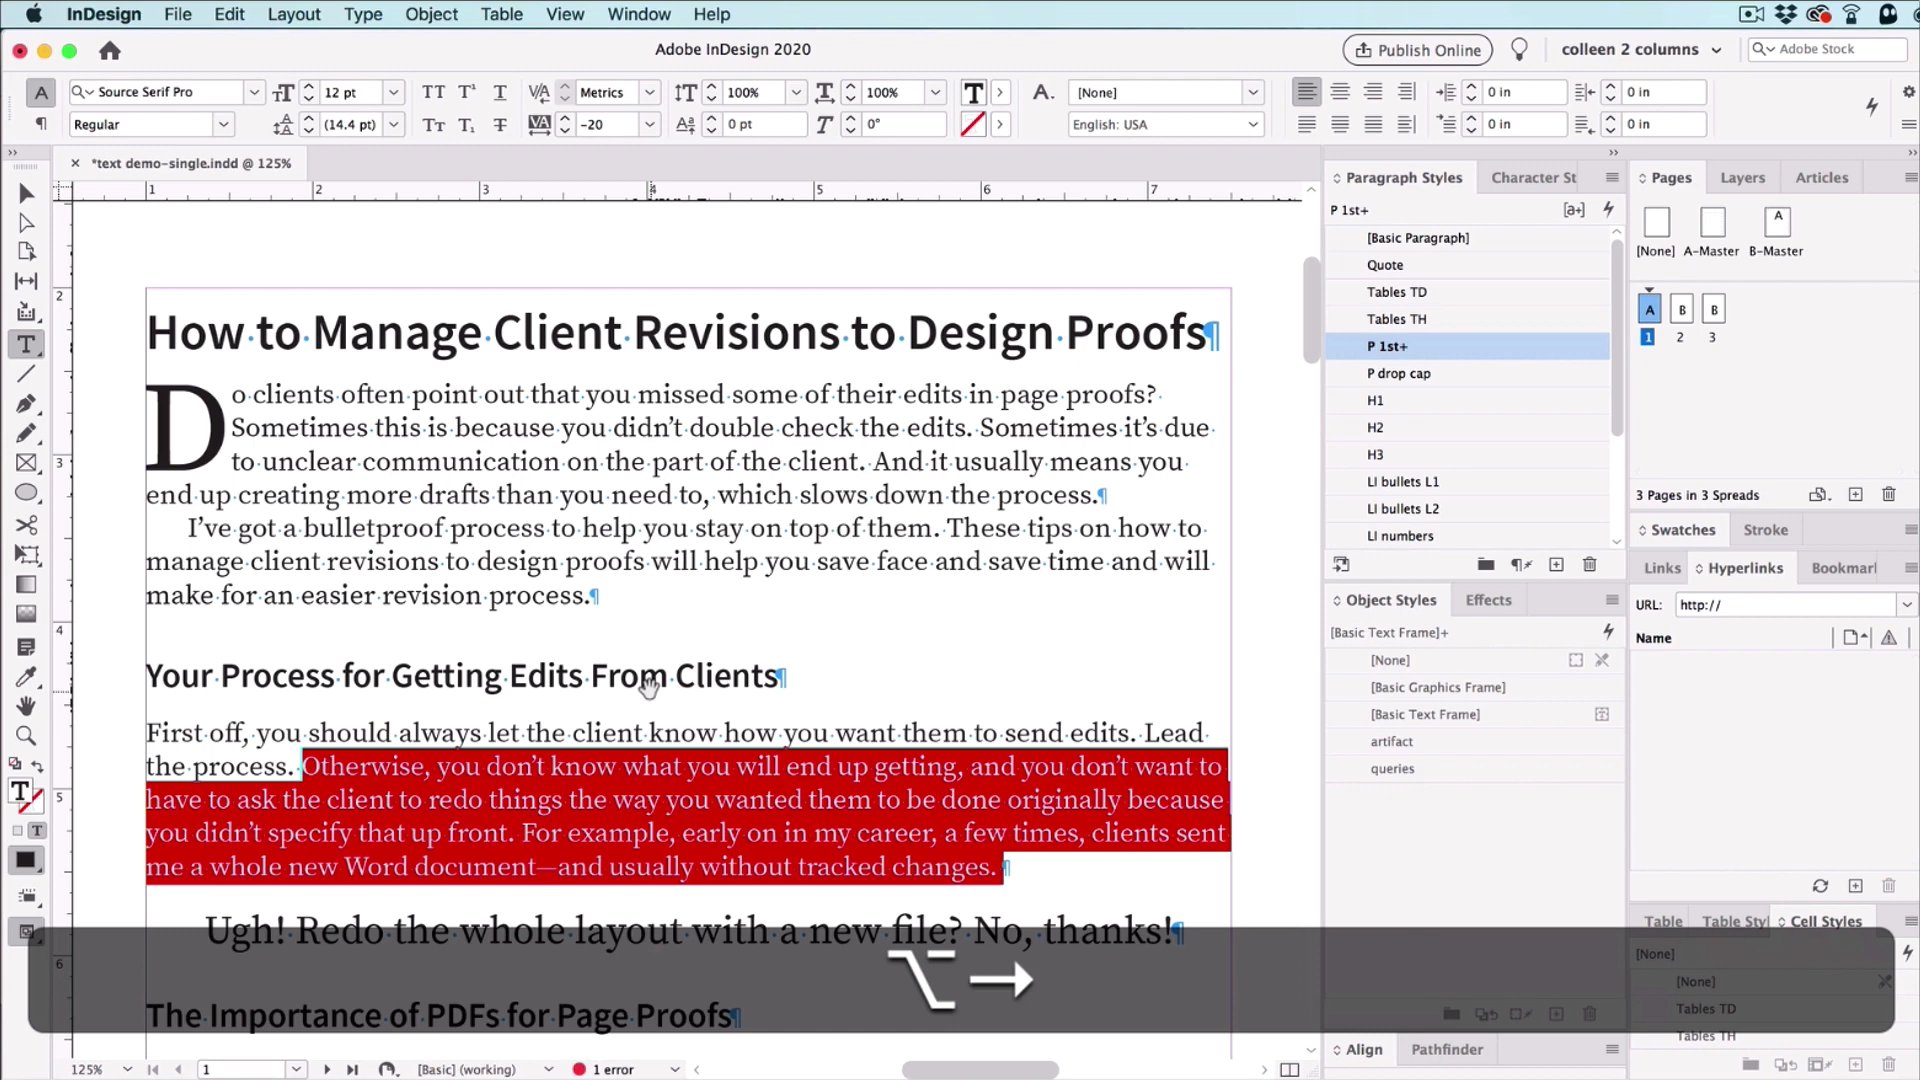 InDesign File Edit Layout Type Object Table View Window Help
Adobe InDesign 2020
Publish Online
colleen 2 columns
Adobe Stock
A Source Serif Pro 12 pt Metrics 100% 100% [None] 0 in 0 in
Regular (14.4 pt) -20 0 pt 0° English: USA 0 in 0 in
*text demo-single.indd @ 125%
1 2 3 4 5 6 7
2
3
4
5
6
How to Manage Client Revisions to Design Proofs¶
Do clients often point out that you missed some of their edits in page proofs?
Sometimes this is because you didn’t double check the edits. Sometimes it’s due
to unclear communication on the part of the client. And it usually means you
end up creating more drafts than you need to, which slows down the process.¶
I’ve got a bulletproof process to help you stay on top of them. These tips on how to
manage client revisions to design proofs will help you save face and save time and will
make for an easier revision process.¶
Your Process for Getting Edits From Clients¶
First off, you should always let the client know how you want them to send edits. Lead
the process. Otherwise, you don’t know what you will end up getting, and you don’t want to
have to ask the client to redo things the way you wanted them to be done originally because
you didn’t specify that up front. For example, early on in my career, a few times, clients sent
me a whole new Word document—and usually without tracked changes.¶
Ugh! Redo the whole layout with a new file? No, thanks!¶
⌥ →
The Importance of PDFs for Page Proofs¶
125% 1 [Basic] (working) 1 error
Paragraph Styles Character St
P 1st+ [a+]
[Basic Paragraph]
Quote
Tables TD
Tables TH
P 1st+
P drop cap
H1
H2
H3
LI bullets L1
LI bullets L2
LI numbers
Object Styles Effects
[Basic Text Frame]+
[None]
[Basic Graphics Frame]
[Basic Text Frame]
artifact
queries
Align Pathfinder
Pages Layers Articles
A
[None] A-Master B-Master
A B B
1 2 3
3 Pages in 3 Spreads
Swatches Stroke
Links Hyperlinks Bookmar
URL: http://
Name
Table Table Styl Cell Styles
[None]
[None]
Tables TD
Tables TH